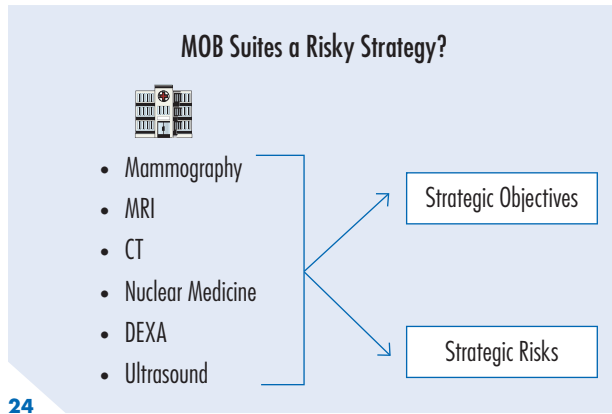 MOB Suites a Risky Strategy?
• Mammography
• MRI
• CT
• Nuclear Medicine
• DEXA
• Ultrasound
Strategic Objectives
Strategic Risks
24